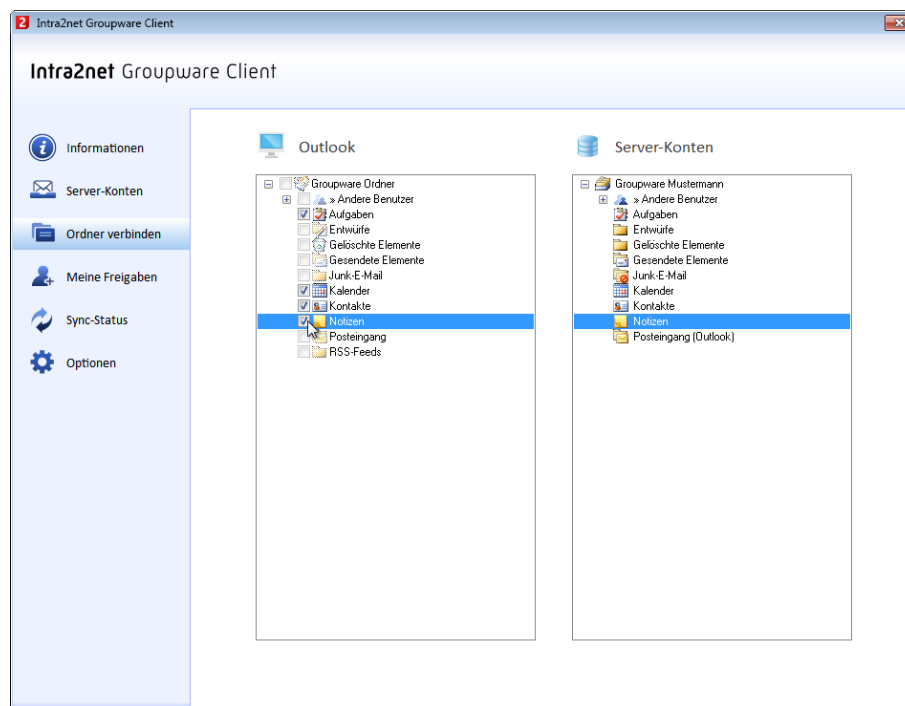 Intra2net Groupware Client
Intra2net Groupware Client
Informationen
Server-Konten
Ordner verbinden
Meine Freigaben
Sync-Status
Optionen
Outlook
Groupware Ordner
» Andere Benutzer
Aufgaben
Entwürfe
Gelöschte Elemente
Gesendete Elemente
Junk-E-Mail
Kalender
Kontakte
Notizen
Posteingang
RSS-Feeds
Server-Konten
Groupware Mustermann
» Andere Benutzer
Aufgaben
Entwürfe
Gelöschte Elemente
Gesendete Elemente
Junk-E-Mail
Kalender
Kontakte
Notizen
Posteingang (Outlook)